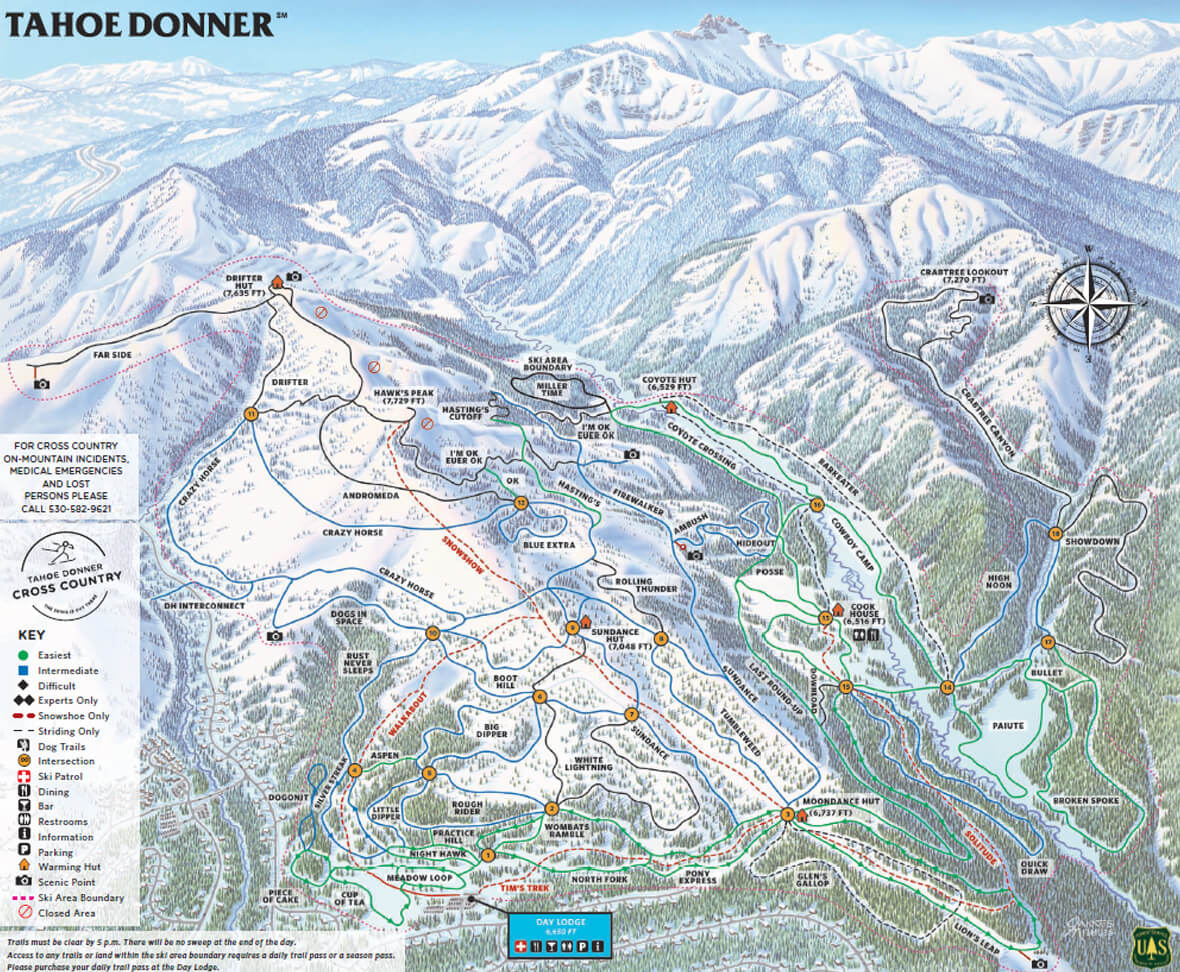 TAHOE DONNER SM
W
CRABTREE LOOKOUT
(7,270 FT)
DRIFTER
HUT
(7,635 FT)
FAR SIDE
DRIFTER
SKI AREA
BOUNDARY
MILLER
TIME
COYOTE HUT
(6,529 FT)
HAWK'S PEAK
(7,729 FT)
HASTING'S
CUTOFF
I'M OK
EUER OK
CRABTREE CANYON
11
COYOTE CROSSING
BARKEATER
I'M OK
EUER OK
FOR CROSS COUNTRY
ON-MOUNTAIN INCIDENTS,
MEDICAL EMERGENCIES
AND LOST
PERSONS PLEASE
CALL 530-582-9621
CRAZY HORSE
OK
HASTING'S
FIREWALKER
ANDROMEDA
12
16
CRAZY HORSE
AMBUSH
HIDEOUT
COWBOY CAMP
18
SHOWDOWN
SNOWSHOE
BLUE EXTRA
TAHOE DONNER
CROSS COUNTRY
POSSE
HIGH
NOON
CRAZY HORSE
ROLLING
THUNDER
DH INTERCONNECT
DOGS IN
SPACE
COOK
HOUSE
(6,516 FT)
13
10
9
SUNDANCE
HUT
(7,048 FT)
8
17
KEY
Easiest
Intermediate
Difficult
Experts Only
Snowshoe Only
Striding Only
Dog Trails
00 Intersection
Ski Patrol
Dining
Bar
Restrooms
i Information
P Parking
Warming Hut
Scenic Point
Ski Area Boundary
Closed Area
RUST
NEVER
SLEEPS
BOOT
HILL
SUNDANCE
LAST ROUND-UP
15
14
BULLET
WALKABOUT
6
7
TUMBLEWEED
BIG
DIPPER
SUNDANCE
PAIUTE
ASPEN
WHITE
LIGHTNING
4
5
SILVER STREAK
DOGONIT
LITTLE
DIPPER
ROUGH
RIDER
2
3
MOONDANCE HUT
(6,737 FT)
BROKEN SPOKE
PRACTICE
HILL
WOMBATS
RAMBLE
NIGHT HAWK
1
SOLITUDE
MEADOW LOOP
TIM'S TREK
NORTH FORK
PONY
EXPRESS
GLEN'S
GALLOP
QUICK
DRAW
PIECE
OF CAKE
CUP
OF TEA
LION'S LEAP
DAY LODGE
6,650 FT
P i
UAS
Trails must be clear by 5 p.m. There will be no sweep at the end of the day.
Access to any trails or land within the ski area boundary requires a daily trail pass or a season pass.
Please purchase your daily trail pass at the Day Lodge.